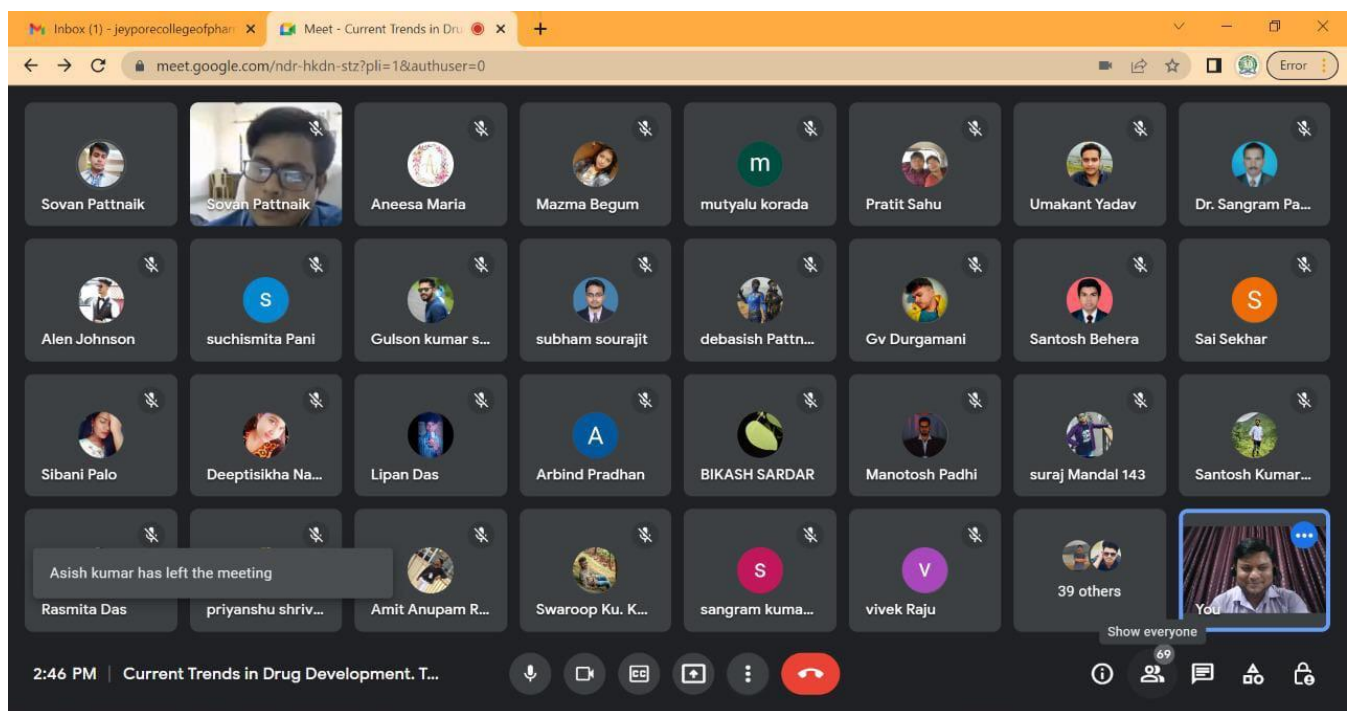 Inbox (1) - jeyporecollegeofphar
Meet - Current Trends in Dru
meet.google.com/ndr-hkdn-stz?pli=1&authuser=0
Error
m
Sovan Pattnaik
Sovan Pattnaik
Aneesa Maria
Mazma Begum
mutyalu korada
Pratit Sahu
Umakant Yadav
Dr. Sangram Pa...
S
S
Alen Johnson
suchismita Pani
Gulson kumar s...
subham sourajit
debasish Pattn...
Gv Durgamani
Santosh Behera
Sai Sekhar
A
Sibani Palo
Deeptisikha Na...
Lipan Das
Arbind Pradhan
BIKASH SARDAR
Manotosh Padhi
suraj Mandal 143
Santosh Kumar...
Asish kumar has left the meeting
S
V
39 others
Rasmita Das
priyanshu shriv...
Amit Anupam R...
Swaroop Ku. K...
sangram kuma...
vivek Raju
You
Show everyone
69
2:46 PM | Current Trends in Drug Development. T...
CC